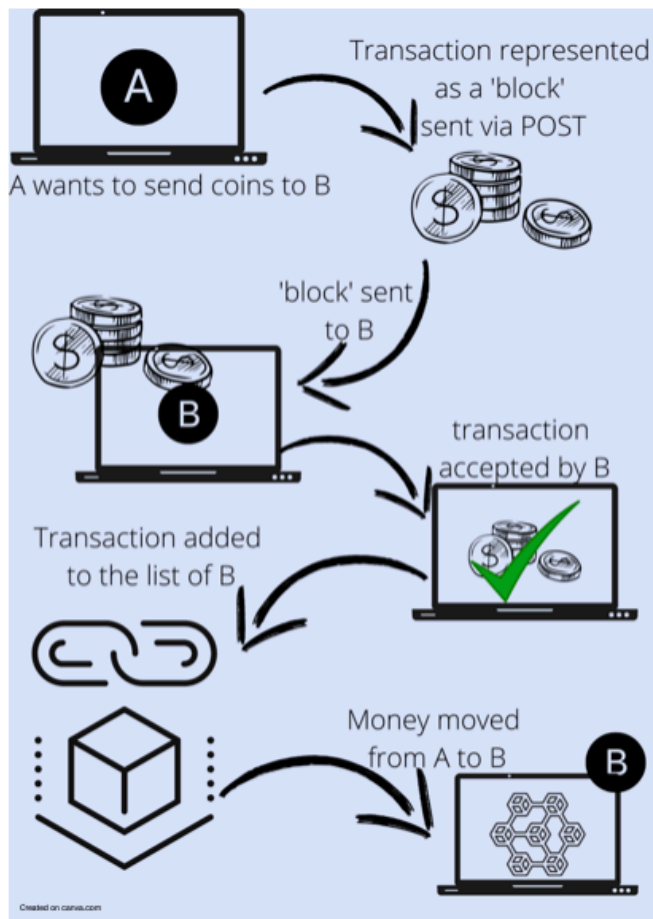 A
Transaction represented
as a 'block'
sent via POST
A wants to send coins to B
$
$
'block' sent
to B
$
$
B
transaction
accepted by B
$
$
Transaction added
to the list of B
Money moved
from A to B
B
Created on canva.com